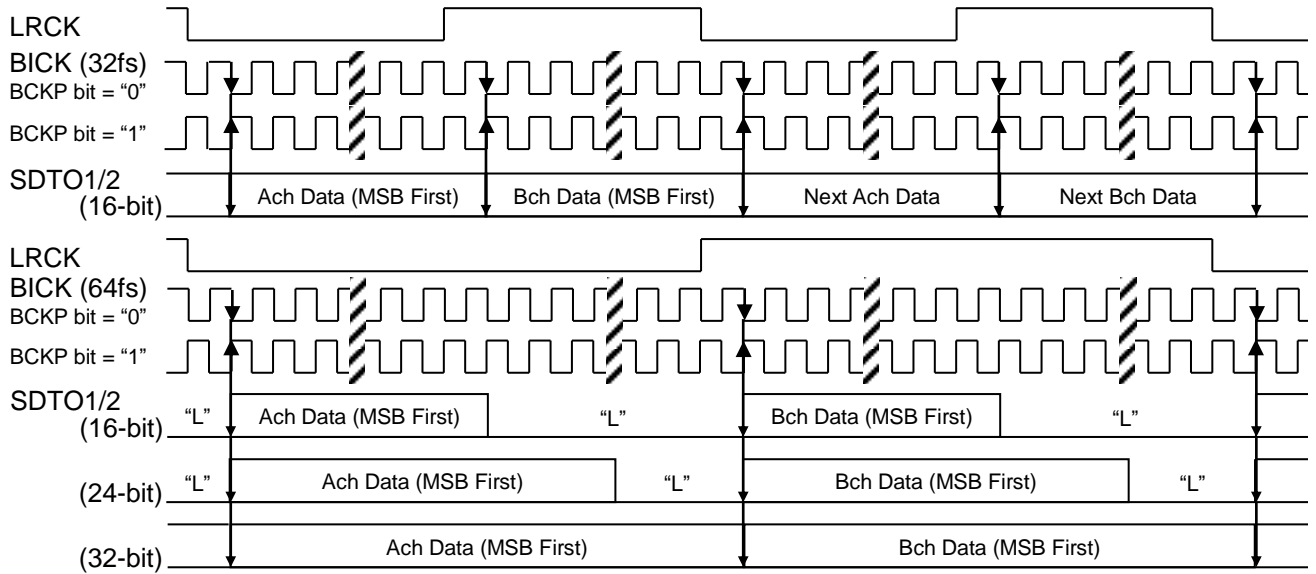 LRCK
BICK (32fs)
BCKP bit = “0”
BCKP bit = “1”
SDTO1/2
(16-bit)
Ach Data (MSB First)
Bch Data (MSB First)
Next Ach Data
Next Bch Data
LRCK
BICK (64fs)
BCKP bit = “0”
BCKP bit = “1”
SDTO1/2
(16-bit)
“L”
Ach Data (MSB First)
“L”
Bch Data (MSB First)
“L”
(24-bit)
“L”
Ach Data (MSB First)
“L”
Bch Data (MSB First)
“L”
(32-bit)
Ach Data (MSB First)
Bch Data (MSB First)